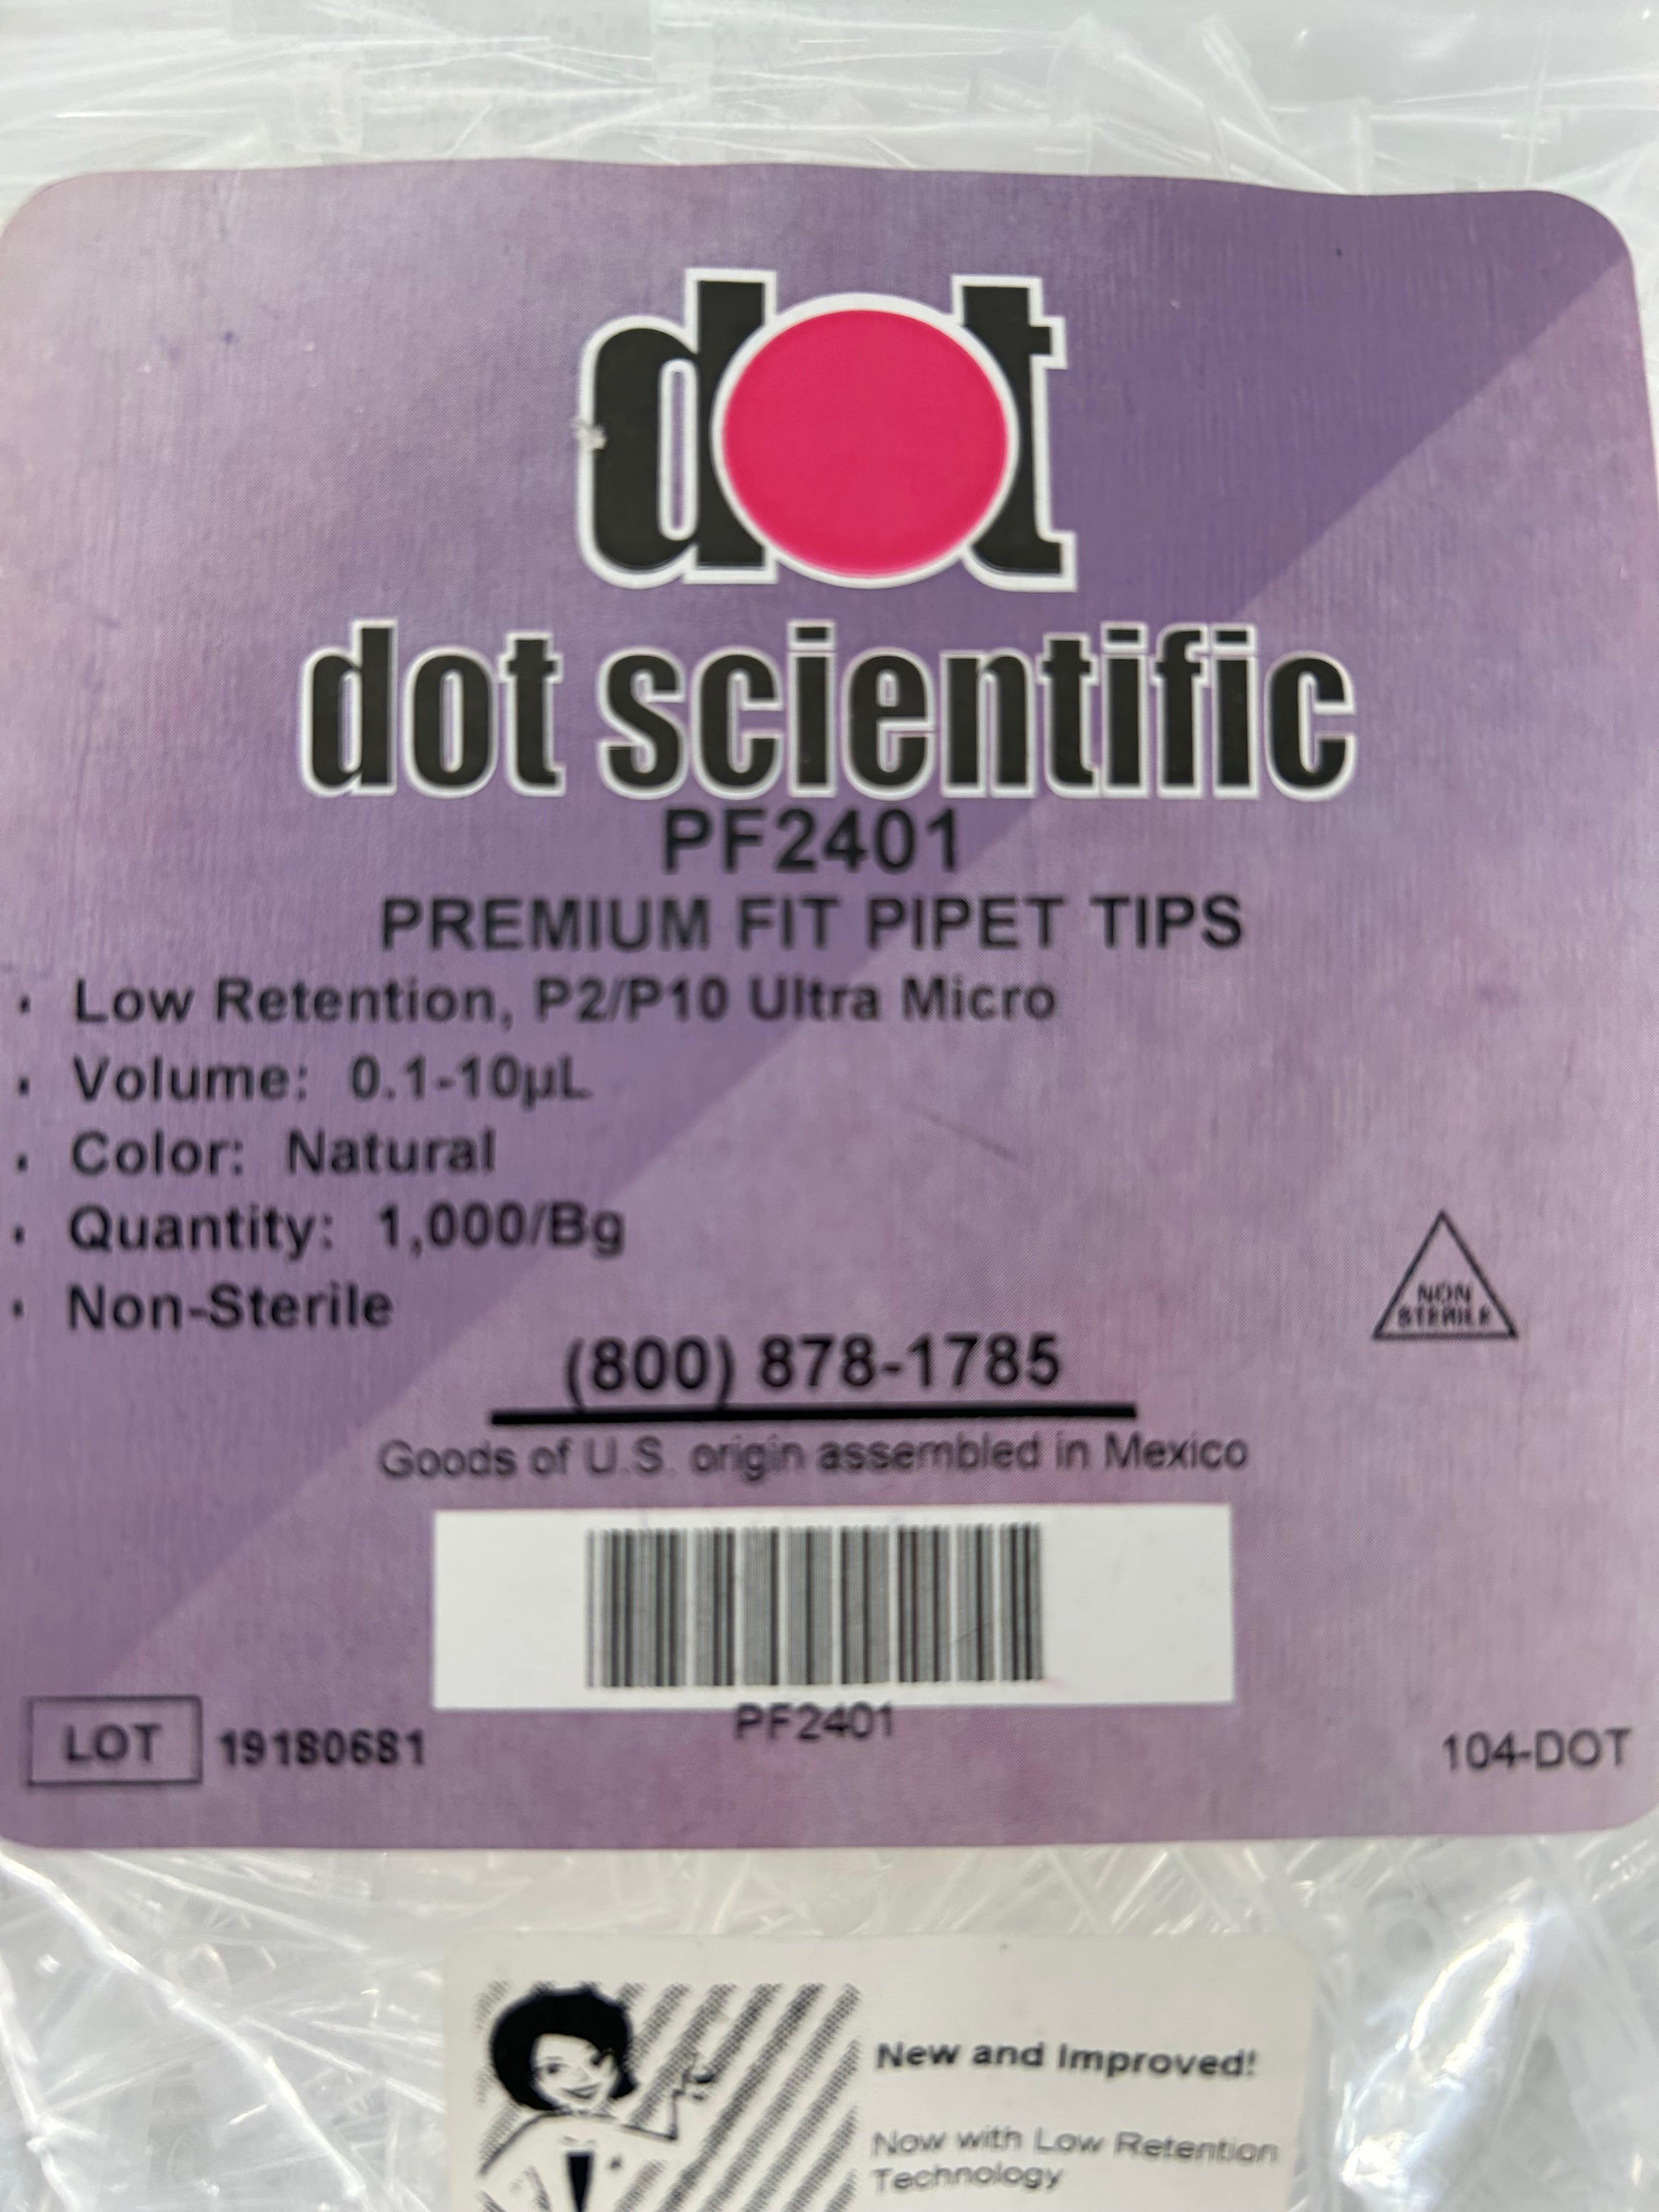 dot
dot scientific
PF2401
PREMIUM FIT PIPET TIPS
· Low Retention, P2/P10 Ultra Micro
· Volume: 0.1-10µL
· Color: Natural
· Quantity: 1,000/Bg
· Non-Sterile
NON
STERILE
(800) 878-1785
Goods of U.S. origin assembled in Mexico
PF2401
LOT 19180681
104-DOT
New and Improved!
Now with Low Retention
Technology